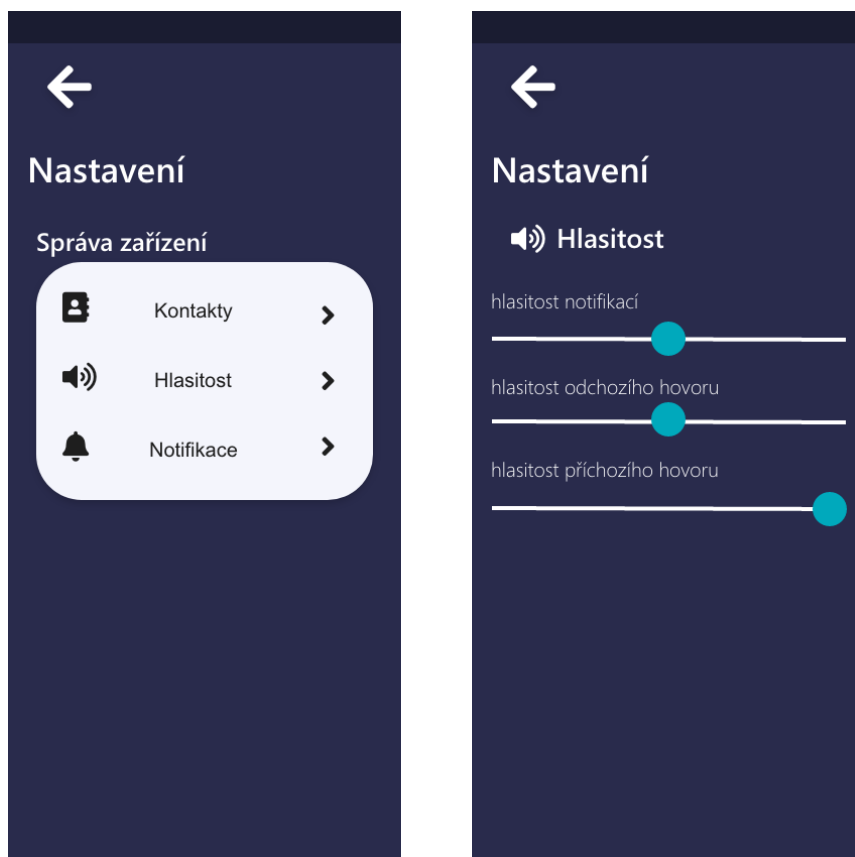 Nastavení
Správa zařízení
Kontakty
Hlasitost
Notifikace
Nastavení
Hlasitost
hlasitost notifikací
hlasitost odchozího hovoru
hlasitost příchozího hovoru